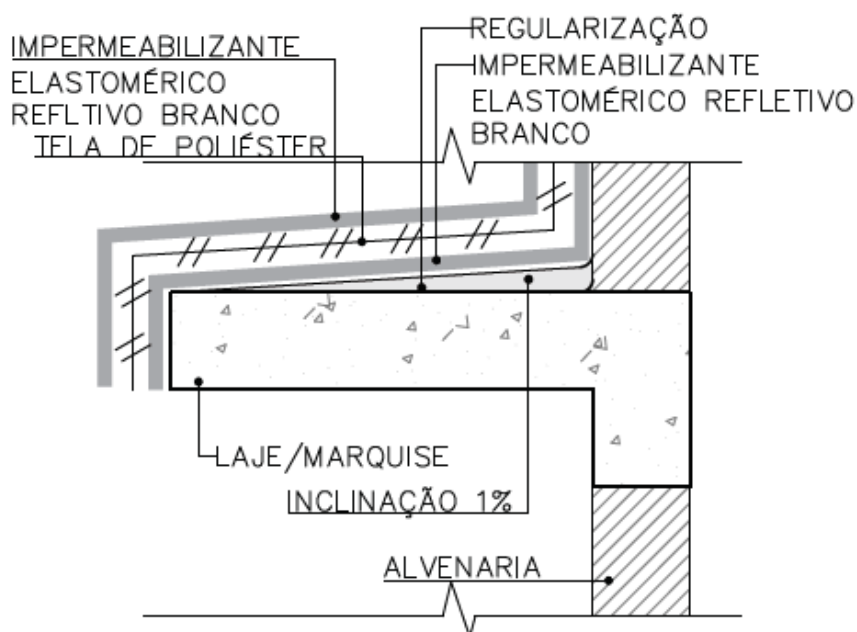 IMPERMEABILIZANTE
ELASTOMÉRICO
REFLTIVO BRANCO
TELA DE POLIÉSTER
REGULARIZAÇÃO
IMPERMEABILIZANTE
ELASTOMÉRICO REFLETIVO
BRANCO
LAJE/MARQUISE
INCLINAÇÃO 1%
ALVENARIA